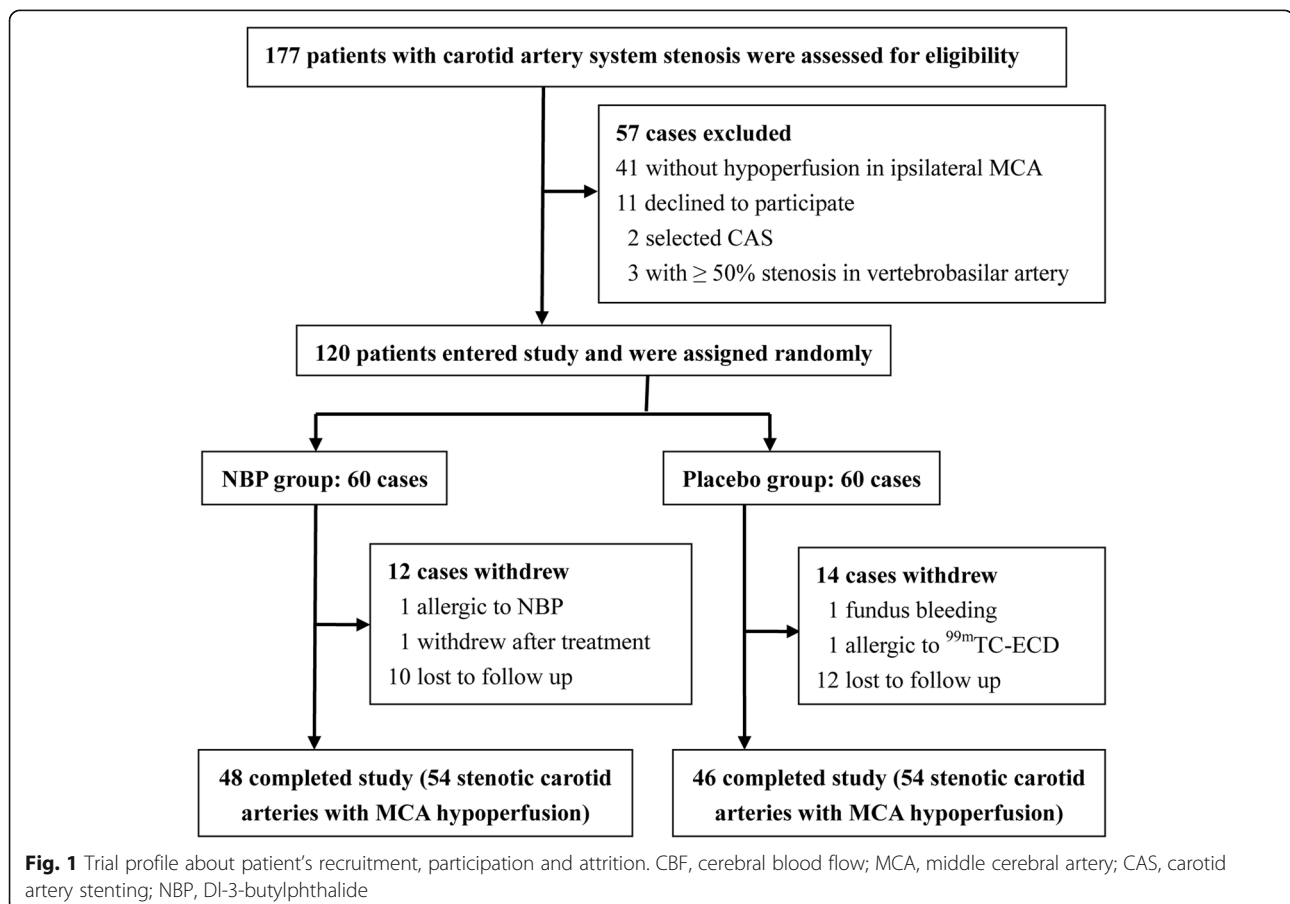 177 patients with carotid artery system stenosis were assessed for eligibility
57 cases excluded
41 without hypoperfusion in ipsilateral MCA
11 declined to participate
2 selected CAS
3 with ≥ 50% stenosis in vertebrobasilar artery
120 patients entered study and were assigned randomly
NBP group: 60 cases
Placebo group: 60 cases
12 cases withdrew
1 allergic to NBP
1 withdrew after treatment
10 lost to follow up
14 cases withdrew
1 fundus bleeding
1 allergic to ⁹⁹ᵐTC-ECD
12 lost to follow up
48 completed study (54 stenotic carotid
arteries with MCA hypoperfusion)
46 completed study (54 stenotic carotid
arteries with MCA hypoperfusion)
Fig. 1 Trial profile about patient's recruitment, participation and attrition. CBF, cerebral blood flow; MCA, middle cerebral artery; CAS, carotid
artery stenting; NBP, Dl-3-butylphthalide